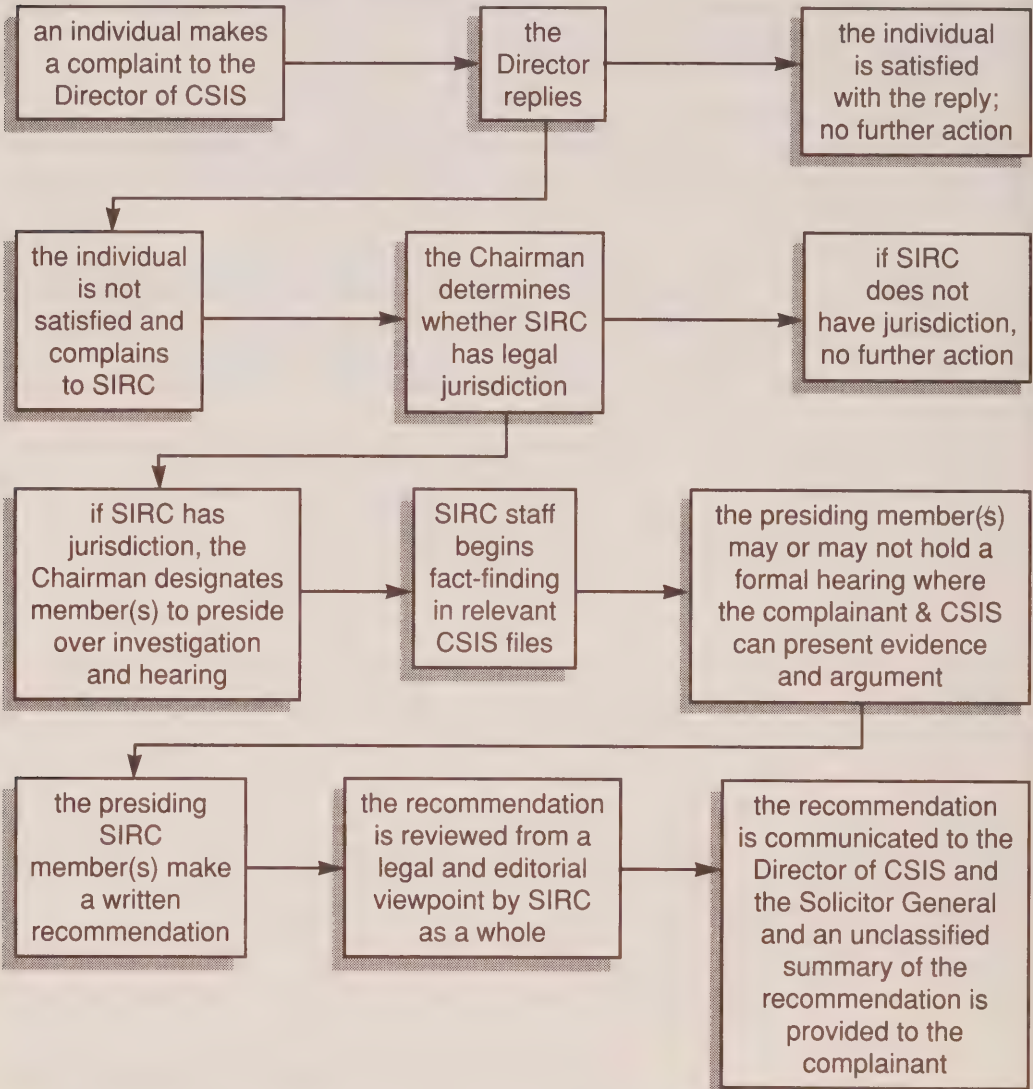 an individual makes
a complaint to the
Director of CSIS
the
Director
replies
the individual
is satisfied
with the reply;
no further action
the individual
is not
satisfied and
complains
to SIRC
the Chairman
determines
whether SIRC
has legal
jurisdiction
if SIRC
does not
have jurisdiction,
no further action
if SIRC has
jurisdiction, the
Chairman designates
member(s) to preside
over investigation
and hearing
SIRC staff
begins
fact-finding
in relevant
CSIS files
the presiding member(s)
may or may not hold a
formal hearing where
the complainant & CSIS
can present evidence
and argument
the presiding
SIRC
member(s) make
a written
recommendation
the recommendation
is reviewed from a
legal and editorial
viewpoint by SIRC
as a whole
the recommendation
is communicated to the
Director of CSIS and
the Solicitor General
and an unclassified
summary of the
recommendation is
provided to the
complainant